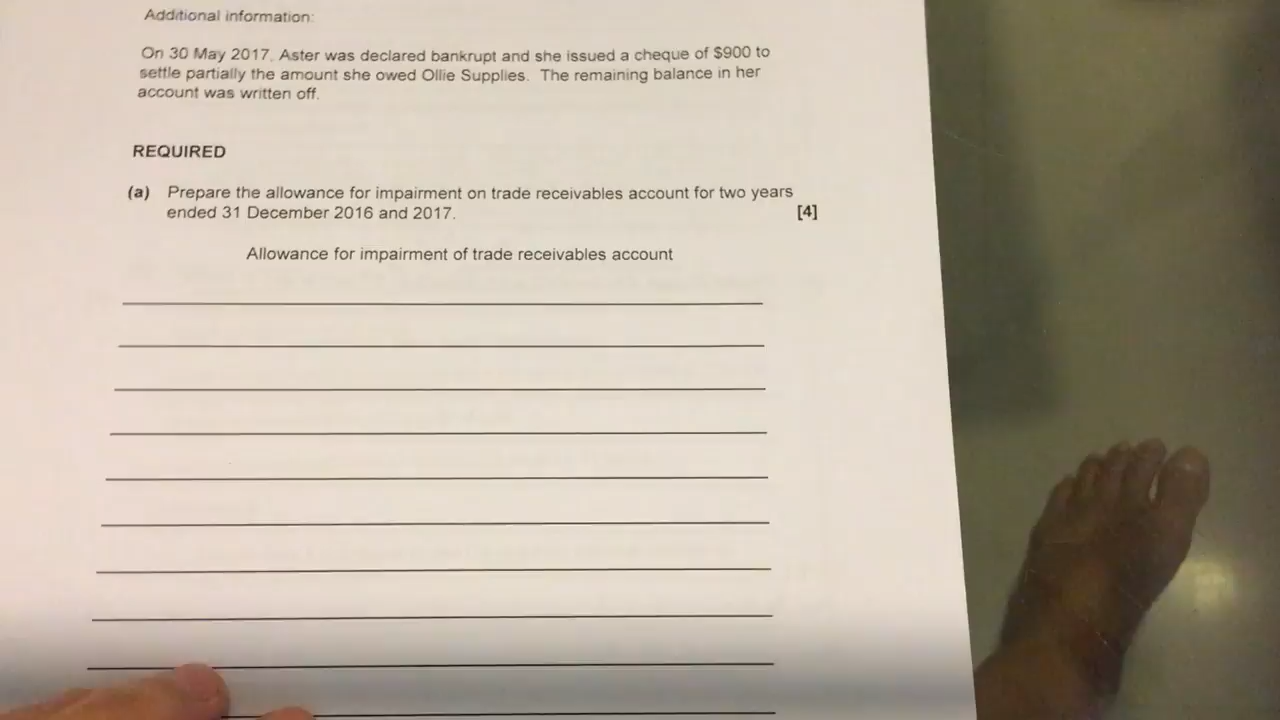 Additional information:
On 30 May 2017, Aster was declared bankrupt and she issued a cheque of $900 to
settle partially the amount she owed Ollie Supplies. The remaining balance in her
account was written off.
REQUIRED
(a) Prepare the allowance for impairment on trade receivables account for two years
ended 31 December 2016 and 2017. [4]
Allowance for impairment of trade receivables account